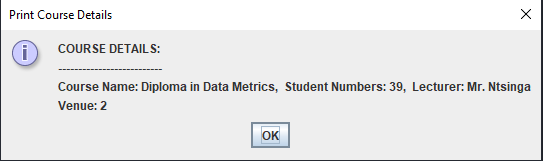 Print Course Details
COURSE DETAILS:
--------------------------
Course Name: Diploma in Data Metrics,  Student Numbers: 39,  Lecturer: Mr. Ntsinga
Venue: 2
OK